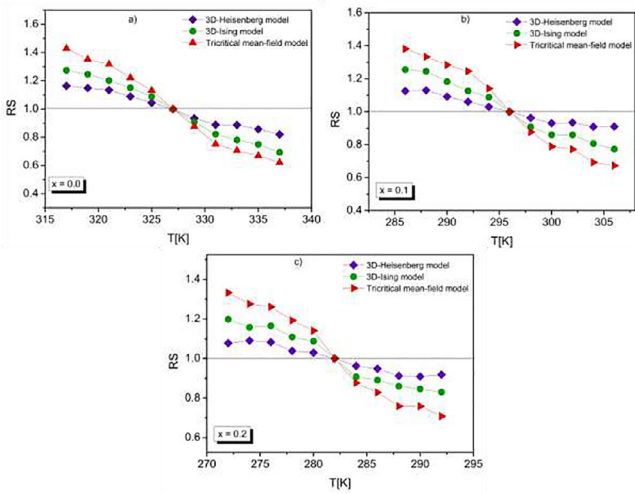 a)
3D-Heisenberg model
3D-Ising model
Tricritical mean-field model
RS
1.6
1.4
1.2
1.0
0.8
0.6
0.4
x = 0.0
315 320 325 330 335 340
T[K]
b)
3D-Heisenberg model
3D-Ising model
Tricritical mean-field model
RS
1.6
1.4
1.2
1.0
0.8
0.6
0.4
x = 0.1
285 290 295 300 305
T[K]
c)
3D-Heisenberg model
3D-Ising model
Tricritical mean-field model
RS
1.4
1.2
1.0
0.8
0.6
x = 0.2
270 275 280 285 290 295
T[K]